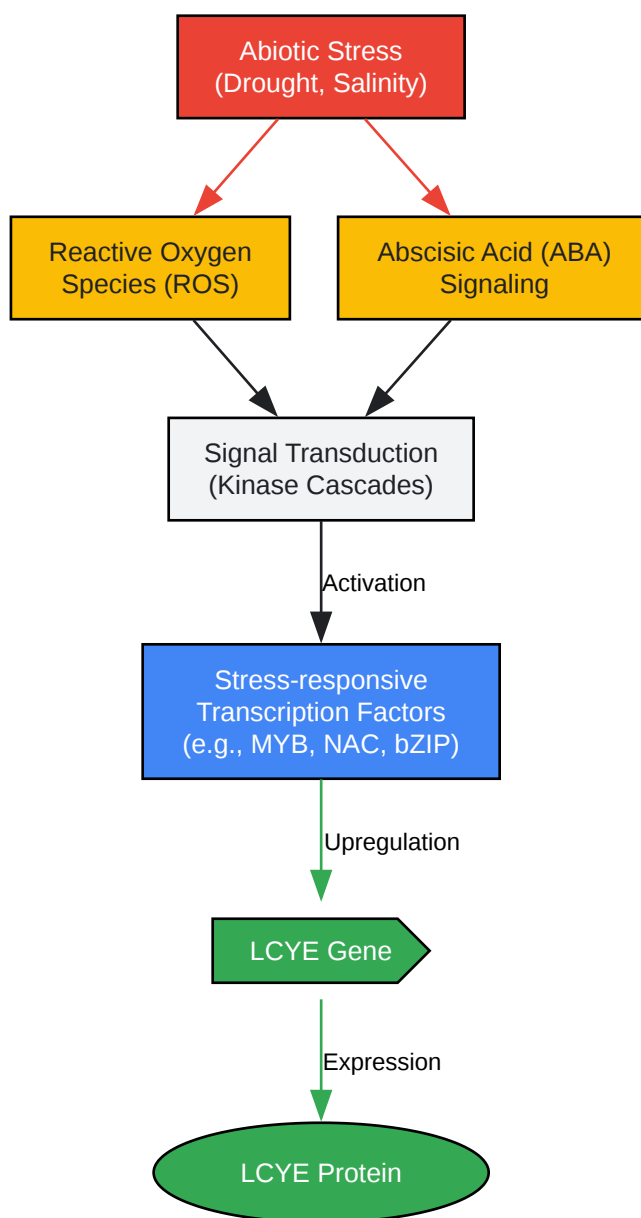 Abiotic Stress
(Drought, Salinity)
Reactive Oxygen
Species (ROS)
Abscisic Acid (ABA)
Signaling
Signal Transduction
(Kinase Cascades)
Activation
Stress-responsive
Transcription Factors
(e.g., MYB, NAC, bZIP)
Upregulation
LCYE Gene
Expression
LCYE Protein